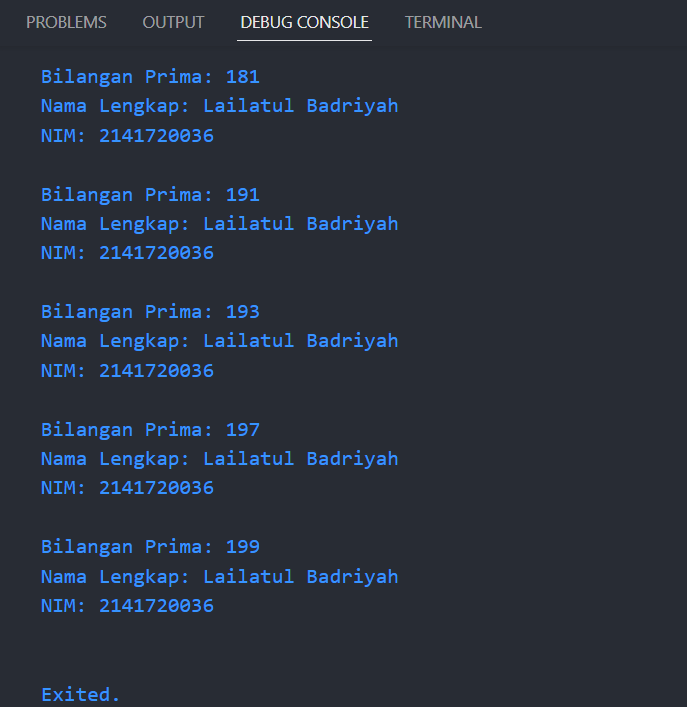 PROBLEMS OUTPUT DEBUG CONSOLE TERMINAL
Bilangan Prima: 181
Nama Lengkap: Lailatul Badriyah
NIM: 2141720036
Bilangan Prima: 191
Nama Lengkap: Lailatul Badriyah
NIM: 2141720036
Bilangan Prima: 193
Nama Lengkap: Lailatul Badriyah
NIM: 2141720036
Bilangan Prima: 197
Nama Lengkap: Lailatul Badriyah
NIM: 2141720036
Bilangan Prima: 199
Nama Lengkap: Lailatul Badriyah
NIM: 2141720036
Exited.